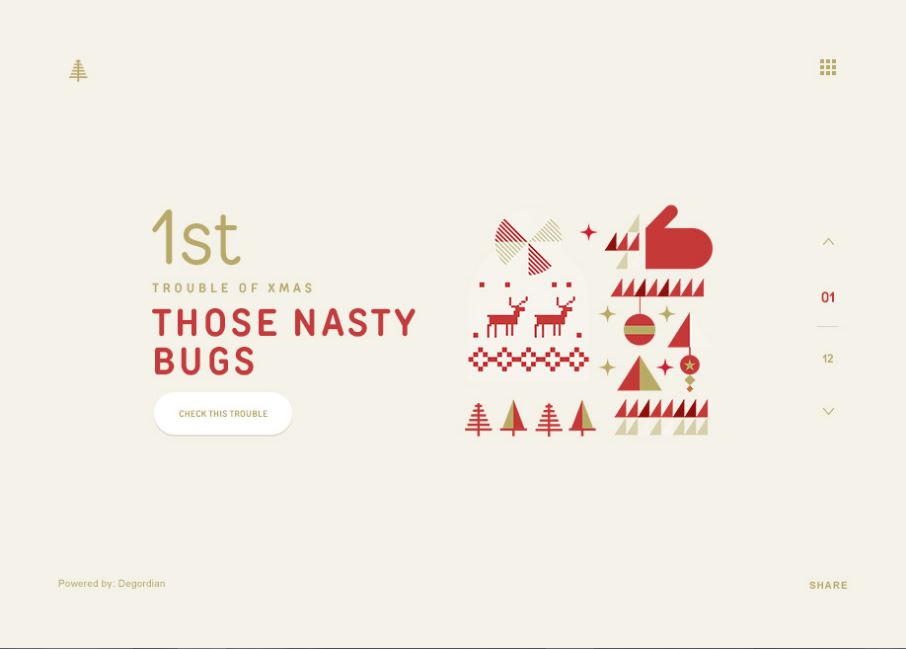 1st
TROUBLE OF XMAS
THOSE NASTY
BUGS
CHECK THIS TROUBLE
01
12
Powered by: Degordian
SHARE